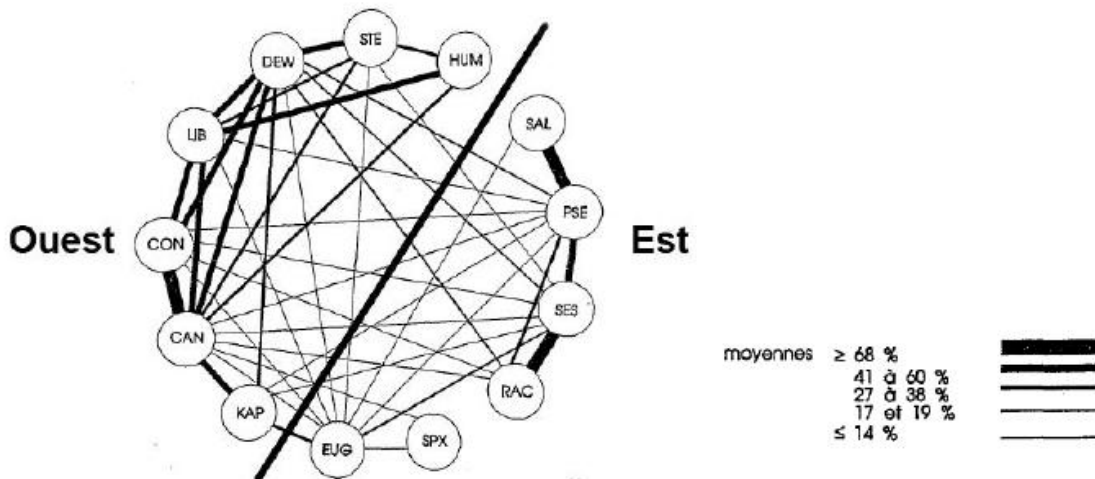 STE
DEW
HUM
LIB
SAL
PSE
Ouest
CON
Est
SES
CAN
RAC
KAP
EUG
SPX
moyennes ≥ 68 %
41 à 60 %
27 à 38 %
17 et 19 %
≤ 14 %